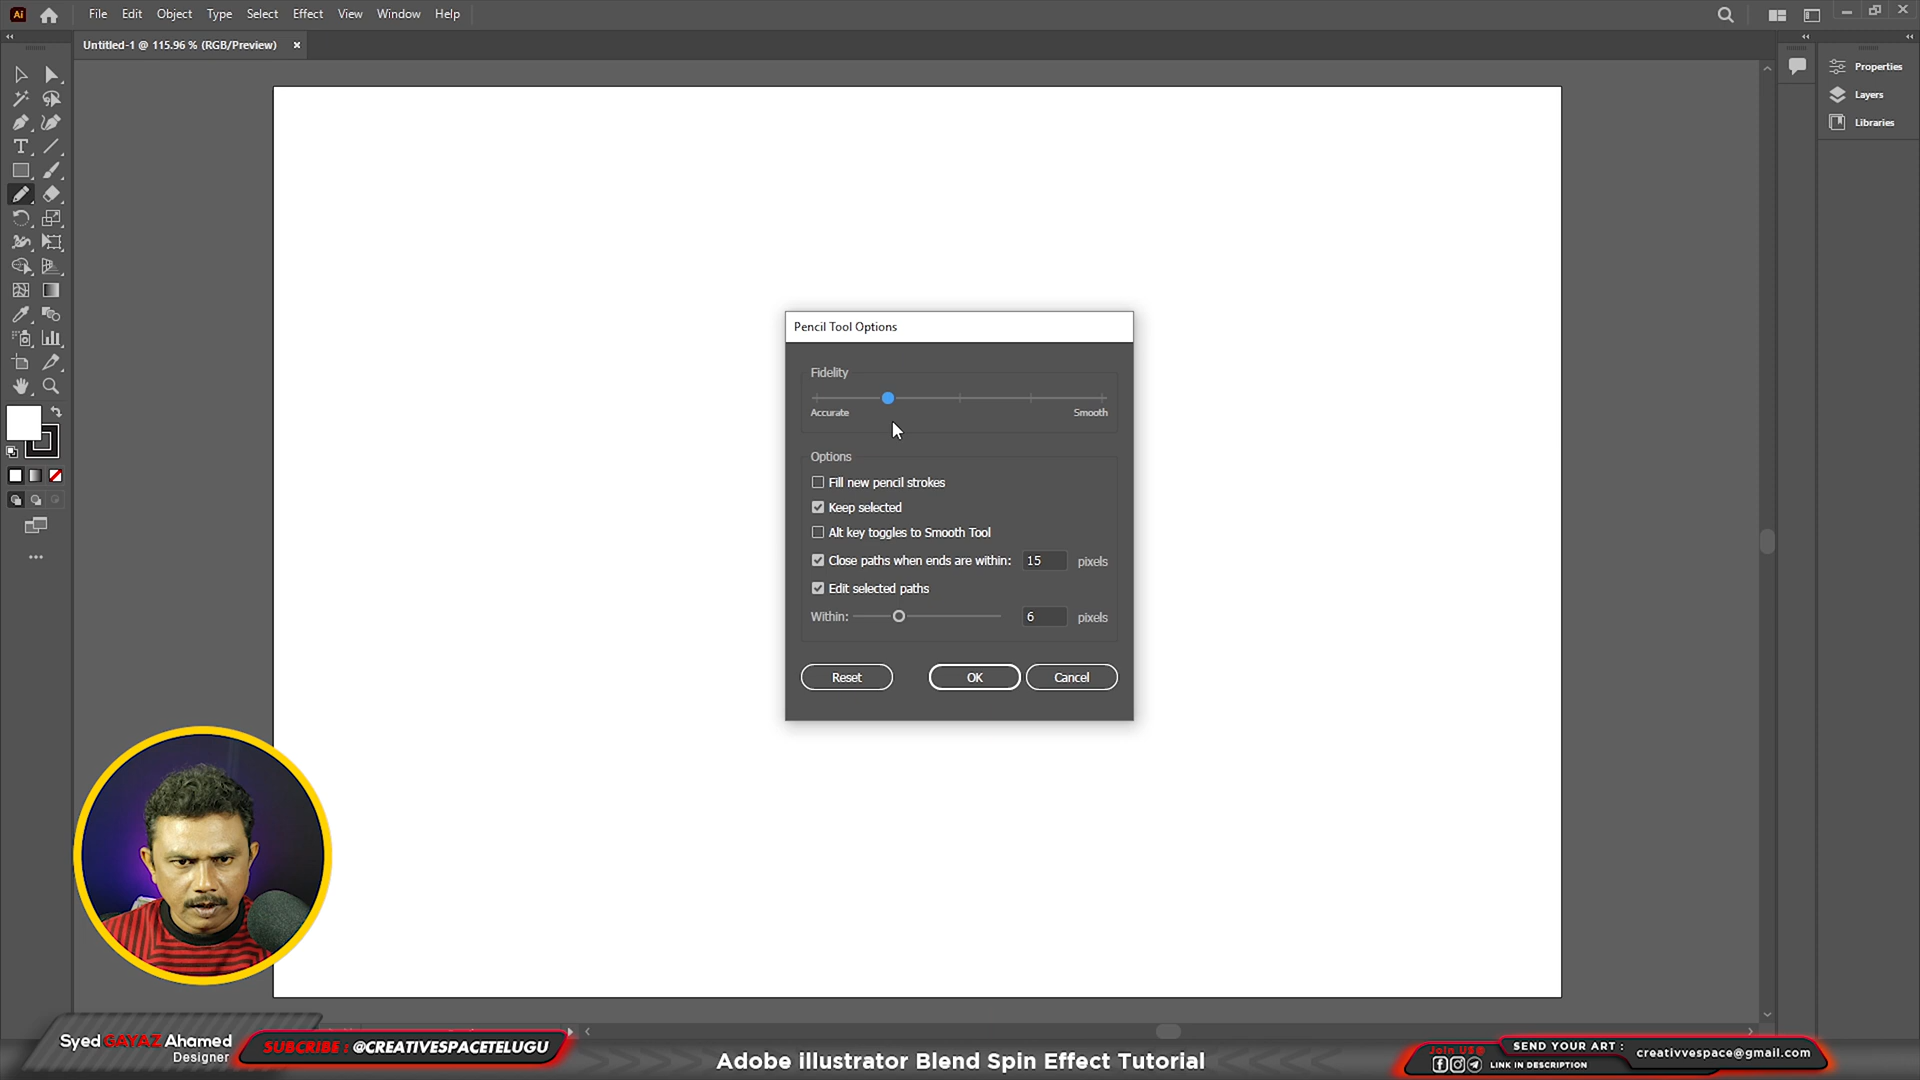 Ai File Edit Object Type Select Effect View Window Help
Untitled-1 @ 115.96 % (RGB/Preview) ×
Properties
Layers
Libraries
Pencil Tool Options
Fidelity
Accurate Smooth
Options
Fill new pencil strokes
Keep selected
Alt key toggles to Smooth Tool
Close paths when ends are within: 15 pixels
Edit selected paths
Within: 6 pixels
Reset OK Cancel
Syed GAYAZ Ahamed
Designer
SUBCRIBE : @CREATIVESPACETELUGU
Adobe illustrator Blend Spin Effect Tutorial
Join US@
LINK IN DESCRIPTION
SEND YOUR ART :
creativvespace@gmail.com